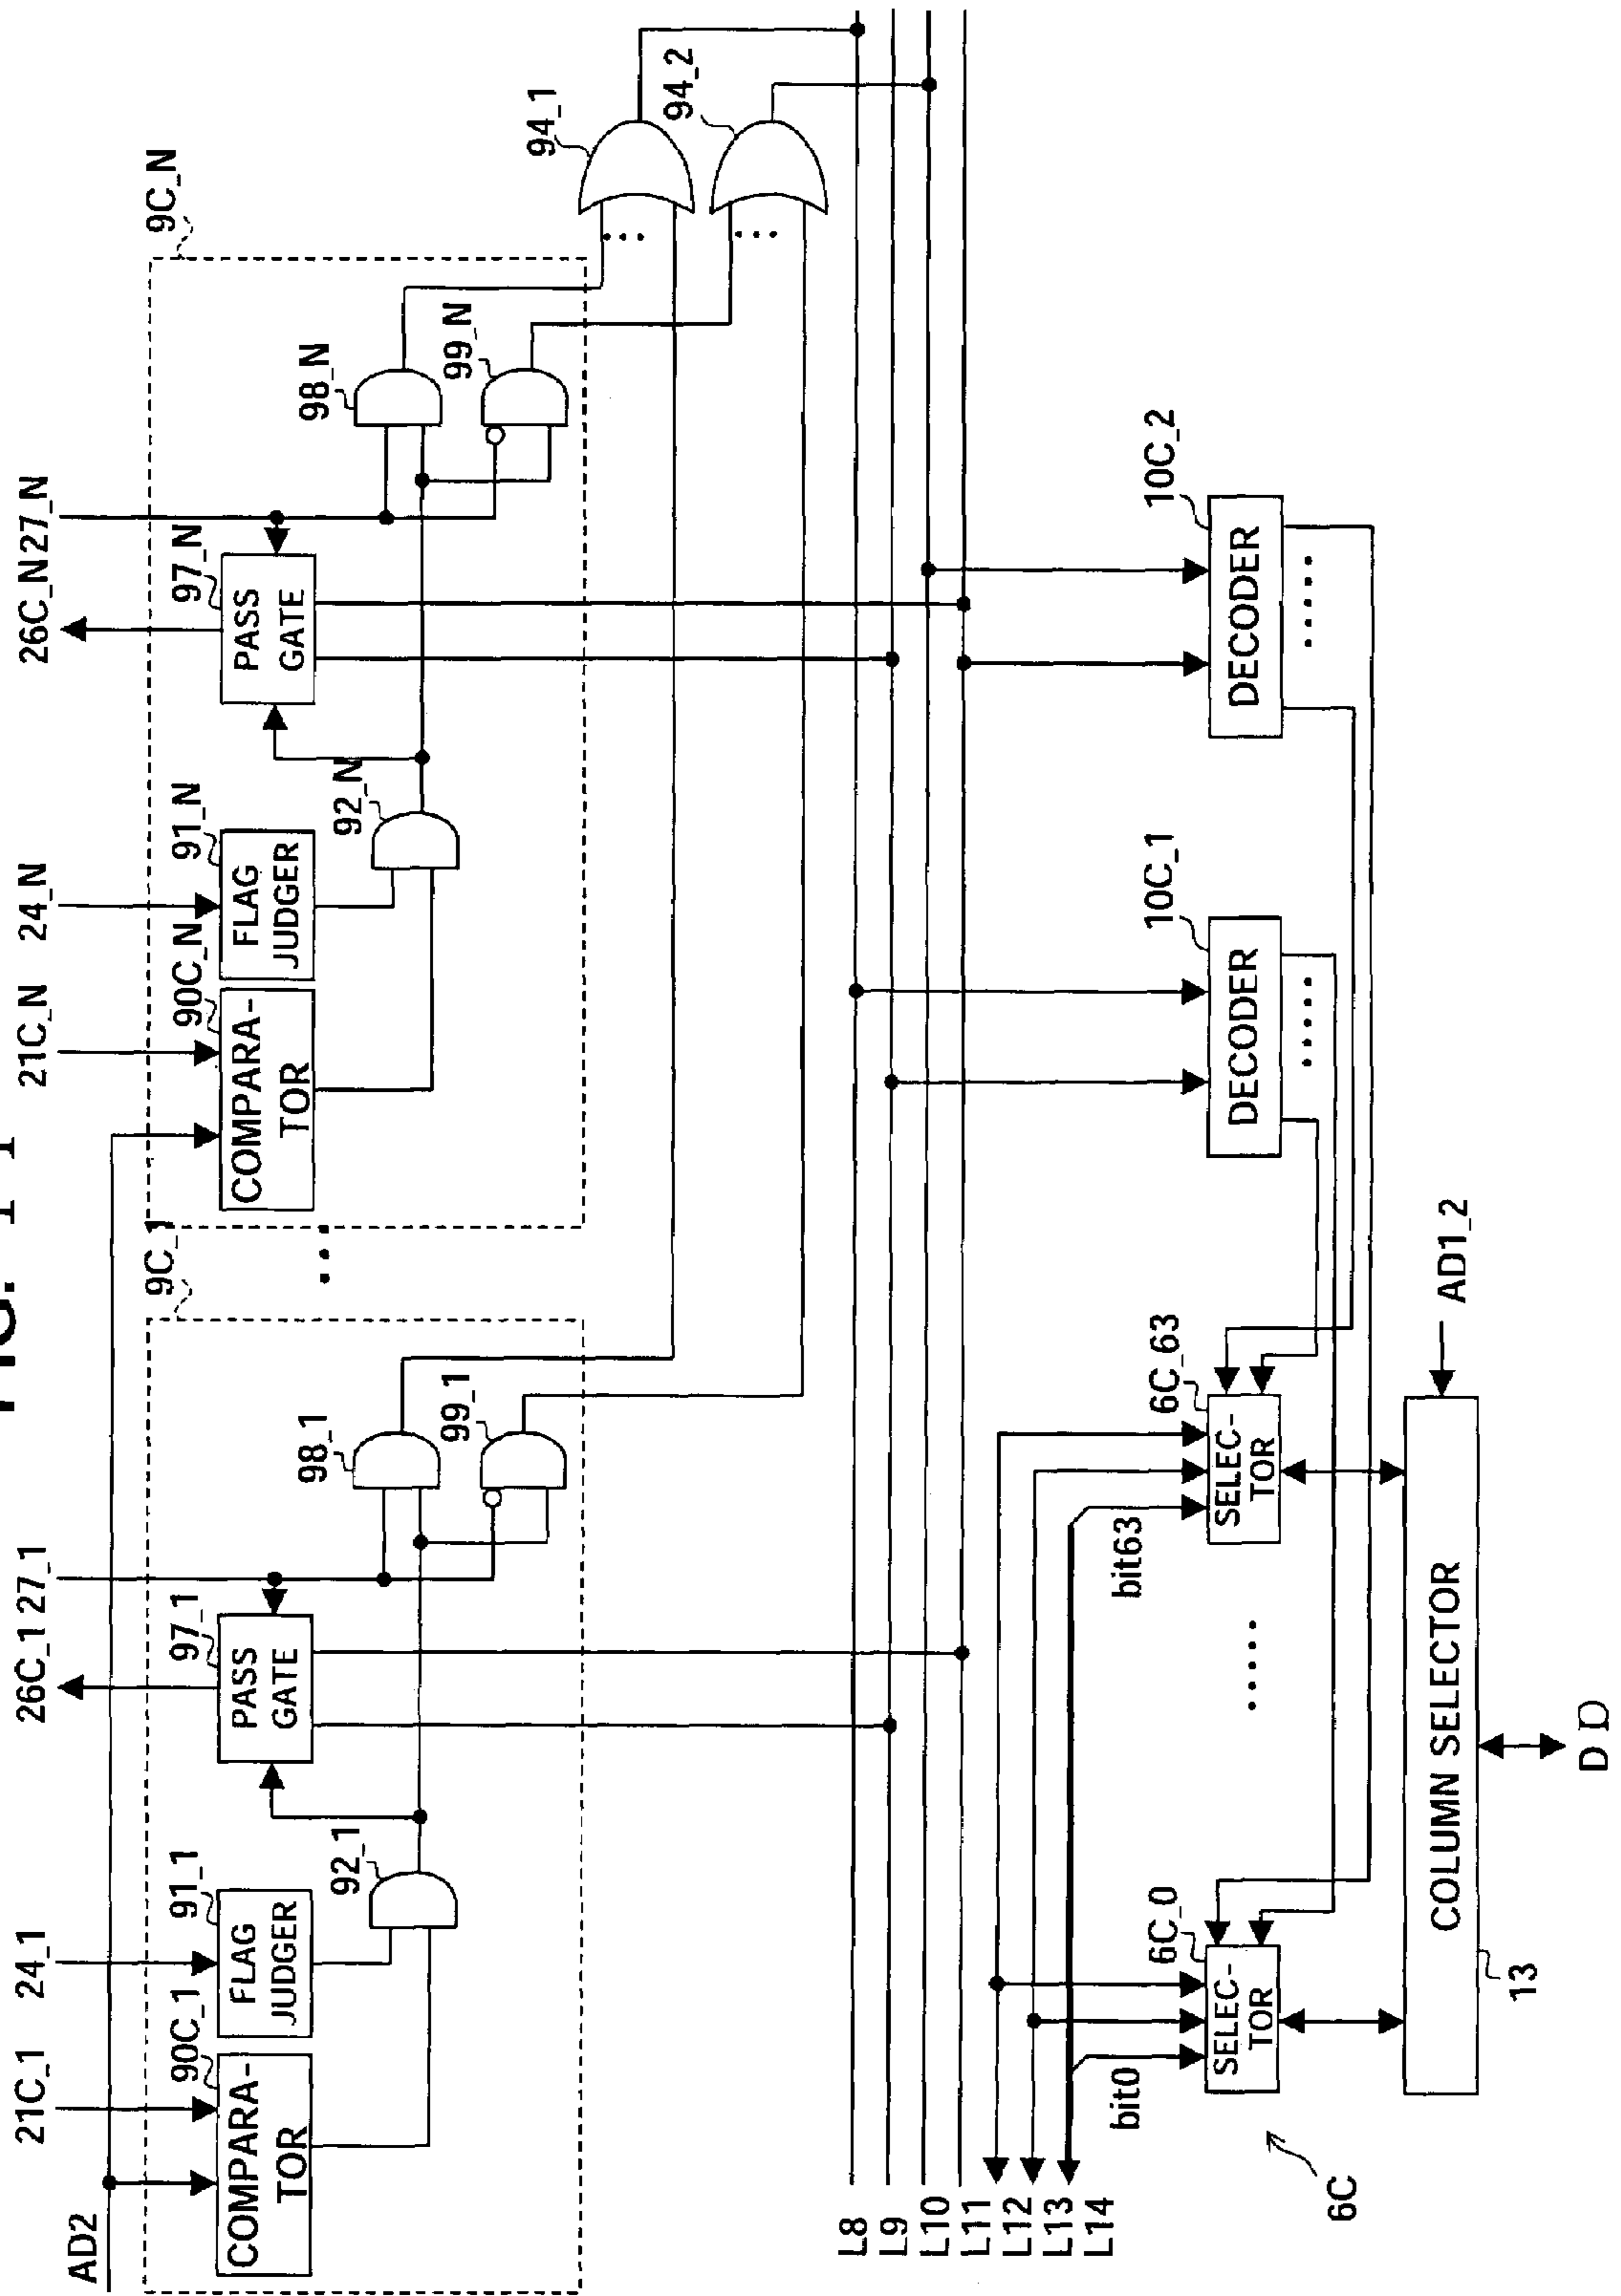 FIG. 11
21C_1 24_1 26C_1 27_1 21C_N 24_N 26C_N 27_N
AD2
90C_1
91_1
97_1
9C_1
90C_N
91_N
97_N
9C_N
COMPARA-
TOR
FLAG
JUDGER
PASS
GATE
COMPARA-
TOR
FLAG
JUDGER
PASS
GATE
92_1
98_1
99_1
92_N
98_N
99_N
94_1
94_2
L8
L9
L10
L11
L12
L13
L14
bit0
bit63
6C
6C_0
6C_63
10C_1
10C_2
SELEC-
TOR
SELEC-
TOR
DECODER
DECODER
COLUMN SELECTOR
AD1_2
13
DD